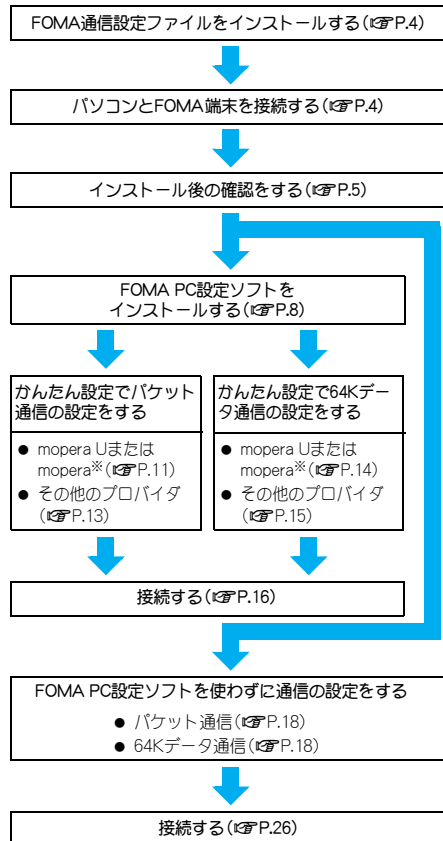 FOMA通信設定ファイルをインストールする(☞P.4)
パソコンとFOMA端末を接続する(☞P.4)
インストール後の確認をする(☞P.5)
FOMA PC設定ソフトを
インストールする(☞P.8)
かんたん設定でパケット
通信の設定をする
● mopera Uまたは
mopera※(☞P.11)
● その他のプロバイダ
(☞P.13)
かんたん設定で64Kデー
タ通信の設定をする
● mopera Uまたは
mopera※(☞P.14)
● その他のプロバイダ
(☞P.15)
接続する(☞P.16)
FOMA PC設定ソフトを使わずに通信の設定をする
● パケット通信(☞P.18)
● 64Kデータ通信(☞P.18)
接続する(☞P.26)